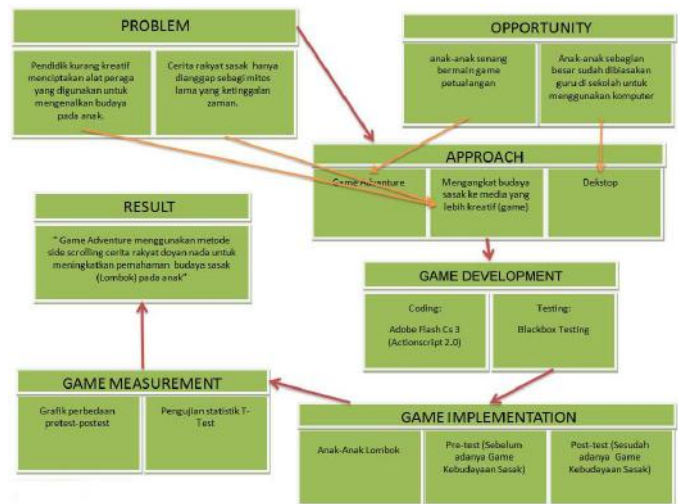 PROBLEM
Pendidik kurang kreatif
menciptakan alat peraga
yang digunakan untuk
mengenalkan budaya
pada anak.
Cerita rakyat sasak hanya
dianggap sebagai mitos
lama yang ketinggalan
zaman.
OPPORTUNITY
anak-anak senang
bermain game
petualangan
Anak-anak sebagian
besar sudah dibiasakan
guru di sekolah untuk
menggunakan komputer
APPROACH
Game Adventure
Mengangkat budaya
sasak ke media yang
lebih kreatif (game)
Dekstop
RESULT
" Game Adventure menggunakan metode
side scrolling cerita rakyat doyan nada untuk
meningkatkan pemahaman budaya sasak
(Lombok) pada anak"
GAME DEVELOPMENT
Coding:
Adobe Flash Cs 3
(Actionscript 2.0)
Testing:
Blackbox Testing
GAME MEASUREMENT
Grafik perbedaan
pretest-postest
Pengujian statistik T-
Test
GAME IMPLEMENTATION
Anak-Anak Lombok
Pre-test (Sebelum
adanya Game
Kebudayaan Sasak)
Post-test (Sesudah
adanya Game
Kebudayaan Sasak)